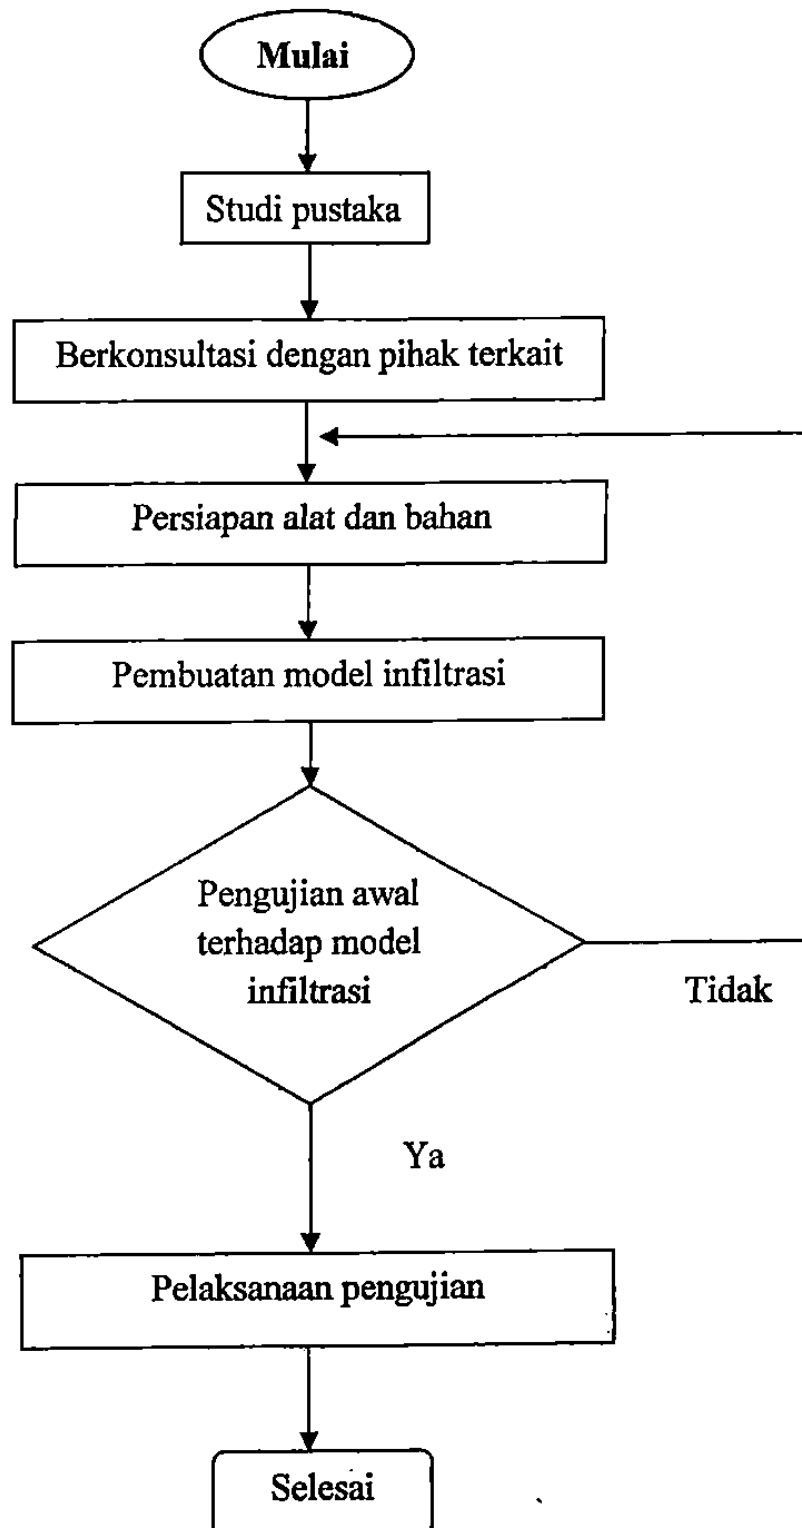 Mulai
Studi pustaka
Berkonsultasi dengan pihak terkait
Persiapan alat dan bahan
Pembuatan model infiltrasi
Pengujian awal
terhadap model
infiltrasi
Tidak
Ya
Pelaksanaan pengujian
Selesai